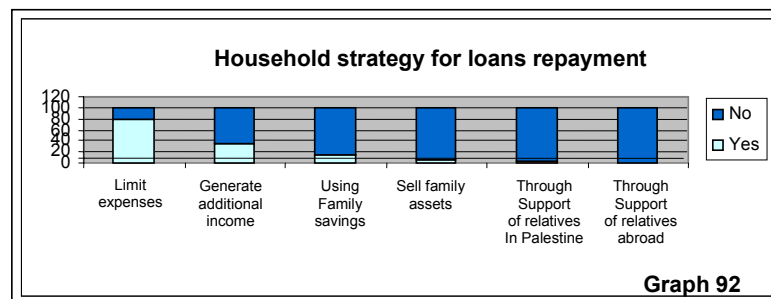 Household strategy for loans repayment
120
100
80
60
40
20
0
No
Yes
Limit
expenses
Generate
additional
income
Using
Family
savings
Sell family
assets
Through
Support
of relatives
In Palestine
Through
Support
of relatives
abroad
Graph 92